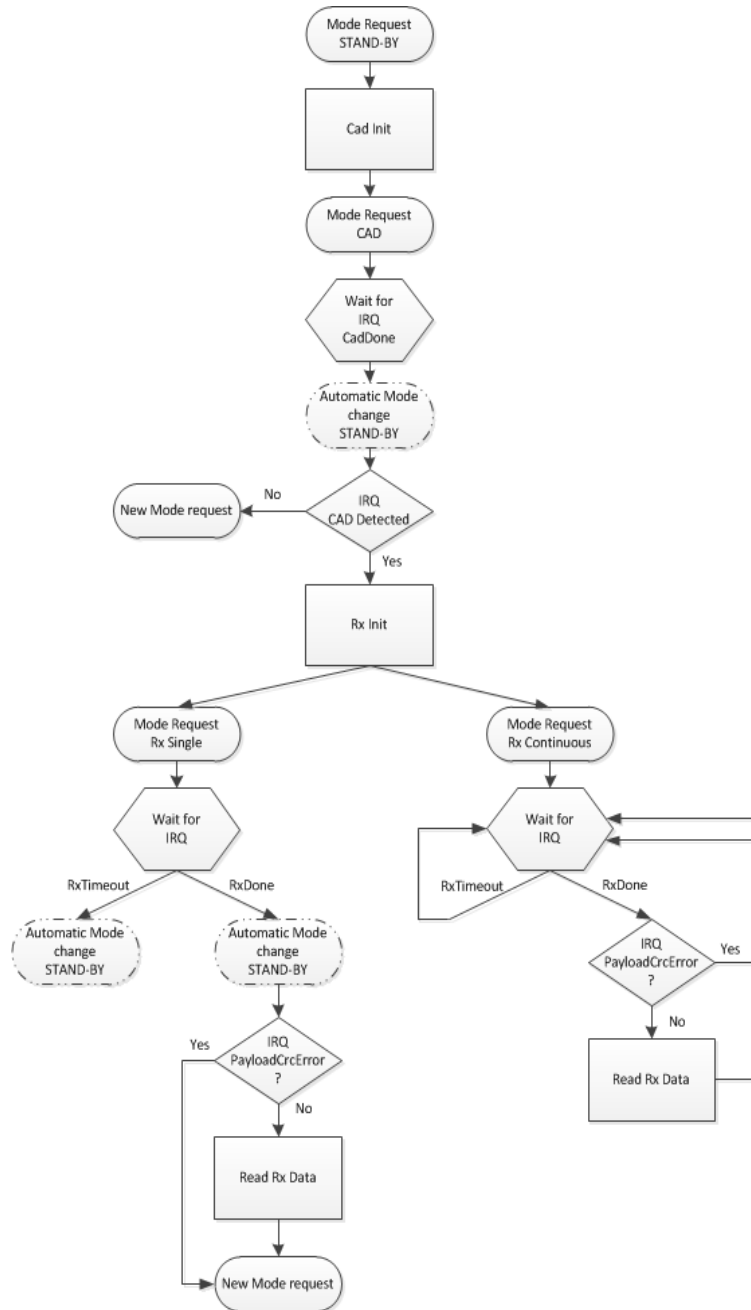 Mode Request
STAND-BY
Cad Init
Mode Request
CAD
Wait for
IRQ
CadDone
Automatic Mode
change
STAND-BY
No
New Mode request
IRQ
CAD Detected
Yes
Rx Init
Mode Request
Rx Single
Mode Request
Rx Continuous
Wait for
IRQ
Wait for
IRQ
RxTimeout
RxDone
RxTimeout
RxDone
Automatic Mode
change
STAND-BY
Automatic Mode
change
STAND-BY
IRQ
PayloadCrcError
?
Yes
No
Yes
IRQ
PayloadCrcError
?
No
Read Rx Data
Read Rx Data
New Mode request